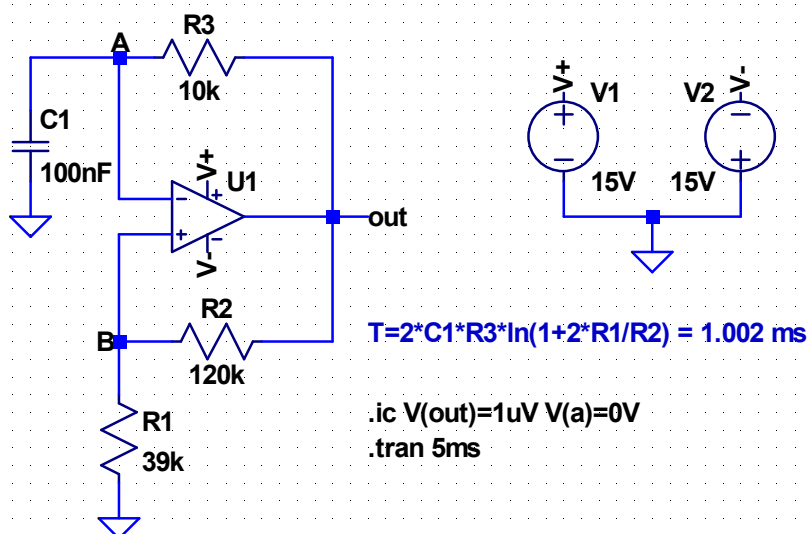 A
R3
10k
C1
100nF
V+
U1
+
−
+
−
V-
out
B
R2
120k
R1
39k
V+
V1
+
−
15V
V-
V2
−
+
15V
T=2*C1*R3*ln(1+2*R1/R2) = 1.002 ms
.ic V(out)=1uV V(a)=0V
.tran 5ms